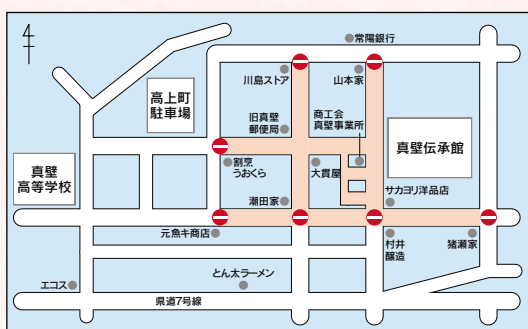 常陽銀行
川島ストア
山本家
高上町
駐車場
旧真壁
郵便局
商工会
真壁事業所
真壁伝承館
真壁
高等学校
割烹
うおくら
大貫屋
潮田家
サカヨリ洋品店
元魚キ商店
村井
醸造
猪瀬家
エコス
とん太ラーメン
県道7号線